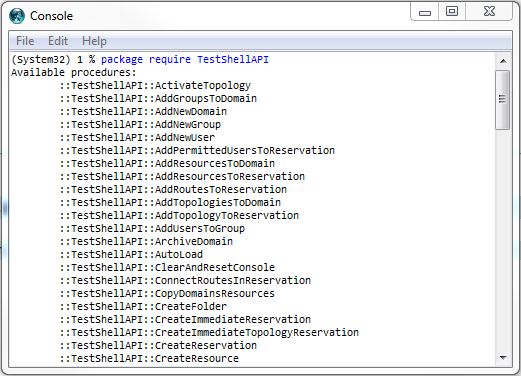 Console
File Edit Help
(System32) 1 % package require TestShellAPI
Available procedures:
::TestShellAPI::ActivateTopology
::TestShellAPI::AddGroupsToDomain
::TestShellAPI::AddNewDomain
::TestShellAPI::AddNewGroup
::TestShellAPI::AddNewUser
::TestShellAPI::AddPermittedUsersToReservation
::TestShellAPI::AddResourcesToDomain
::TestShellAPI::AddResourcesToReservation
::TestShellAPI::AddRoutesToReservation
::TestShellAPI::AddTopologiesToDomain
::TestShellAPI::AddTopologyToReservation
::TestShellAPI::AddUsersToGroup
::TestShellAPI::ArchiveDomain
::TestShellAPI::AutoLoad
::TestShellAPI::ClearAndResetConsole
::TestShellAPI::ConnectRoutesInReservation
::TestShellAPI::CopyDomainsResources
::TestShellAPI::CreateFolder
::TestShellAPI::CreateImmediateReservation
::TestShellAPI::CreateImmediateTopologyReservation
::TestShellAPI::CreateReservation
::TestShellAPI::CreateResource